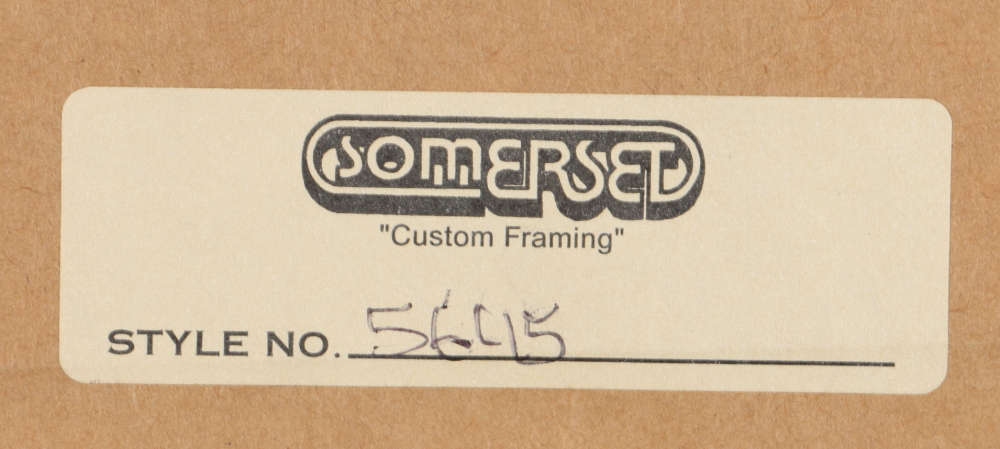 SOMERSET
"Custom Framing"
STYLE NO. 5645